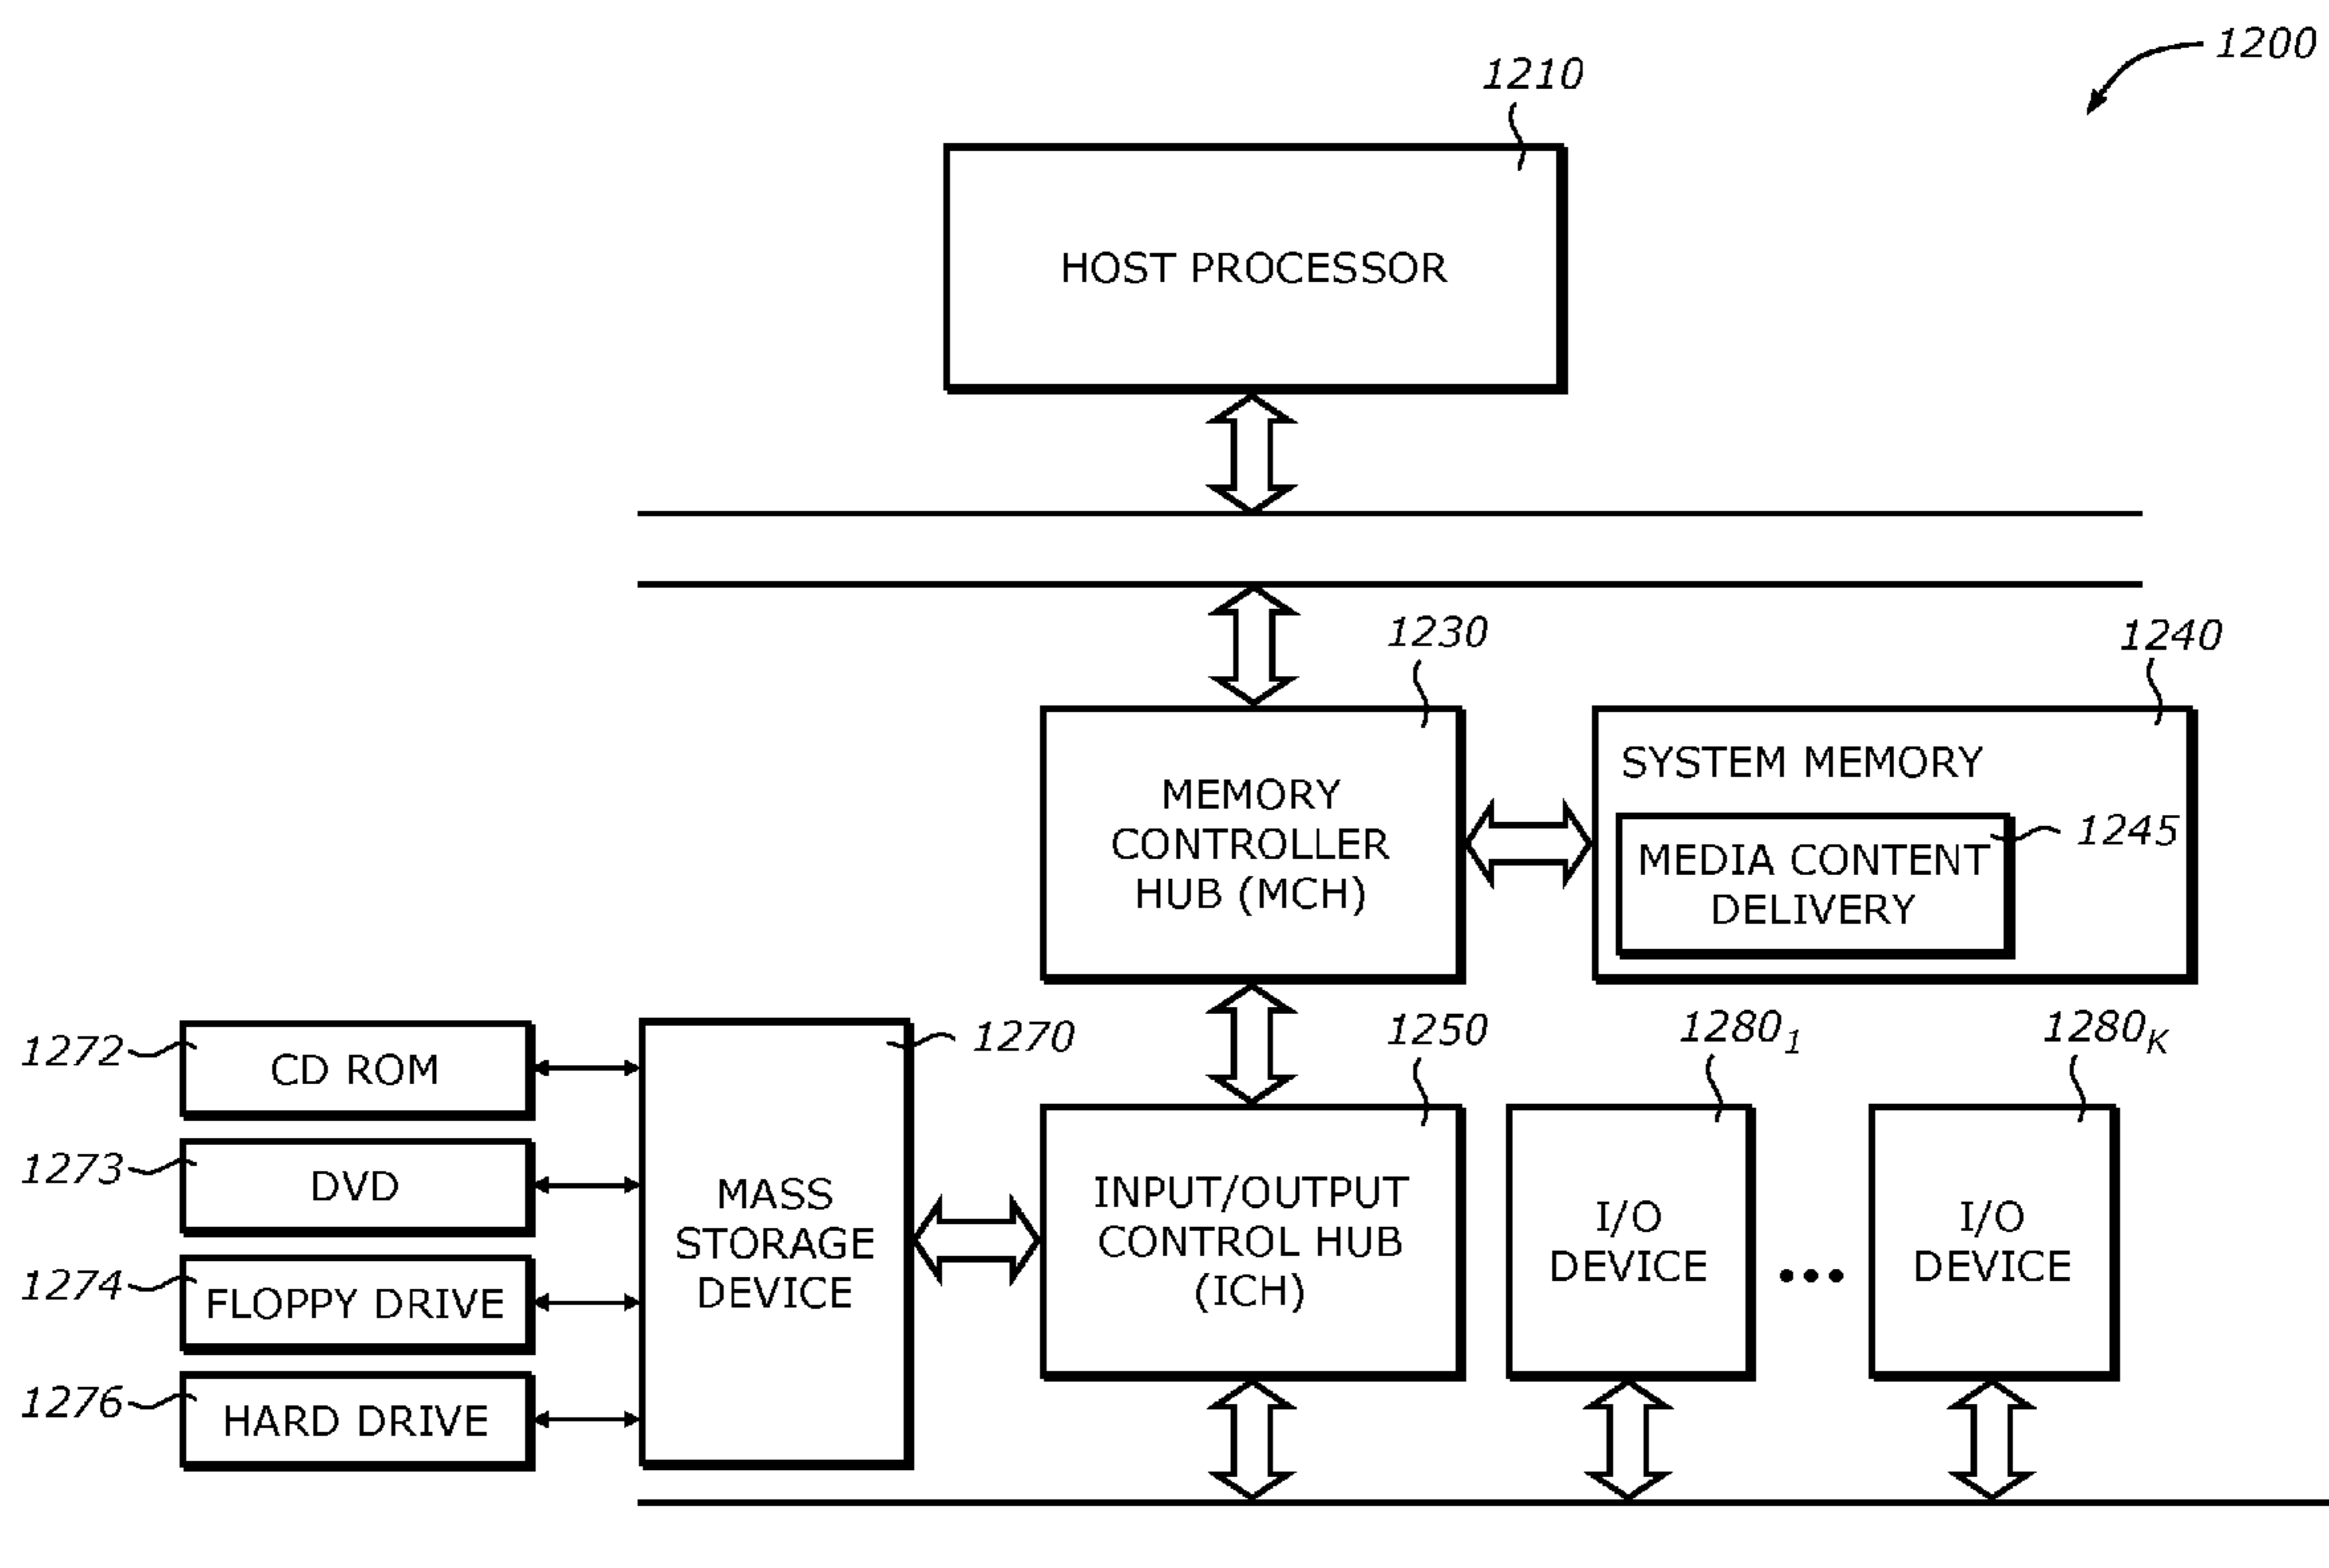 1200
1210
HOST PROCESSOR
1230
1240
MEMORY
CONTROLLER
HUB (MCH)
SYSTEM MEMORY
1245
MEDIA CONTENT
DELIVERY
1272
CD ROM
1273
DVD
1274
FLOPPY DRIVE
1276
HARD DRIVE
1270
MASS
STORAGE
DEVICE
1250
INPUT/OUTPUT
CONTROL HUB
(ICH)
1280₁
I/O
DEVICE
•••
1280K
I/O
DEVICE